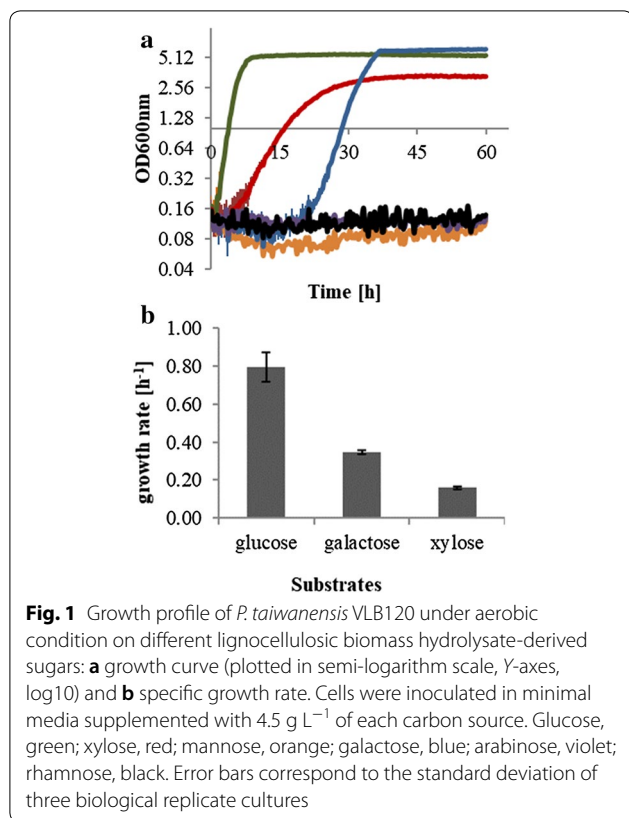 a
5.12
2.56
1.28
0.64
0.32
0.16
0.08
0.04
OD600nm
0 15 30 45 60
Time [h]
b
1.00
0.80
0.60
0.40
0.20
0.00
growth rate [h⁻¹]
glucose galactose xylose
Substrates
Fig. 1 Growth profile of P. taiwanensis VLB120 under aerobic
condition on different lignocellulosic biomass hydrolysate-derived
sugars: a growth curve (plotted in semi-logarithm scale, Y-axes,
log10) and b specific growth rate. Cells were inoculated in minimal
media supplemented with 4.5 g L⁻¹ of each carbon source. Glucose,
green; xylose, red; mannose, orange; galactose, blue; arabinose, violet;
rhamnose, black. Error bars correspond to the standard deviation of
three biological replicate cultures